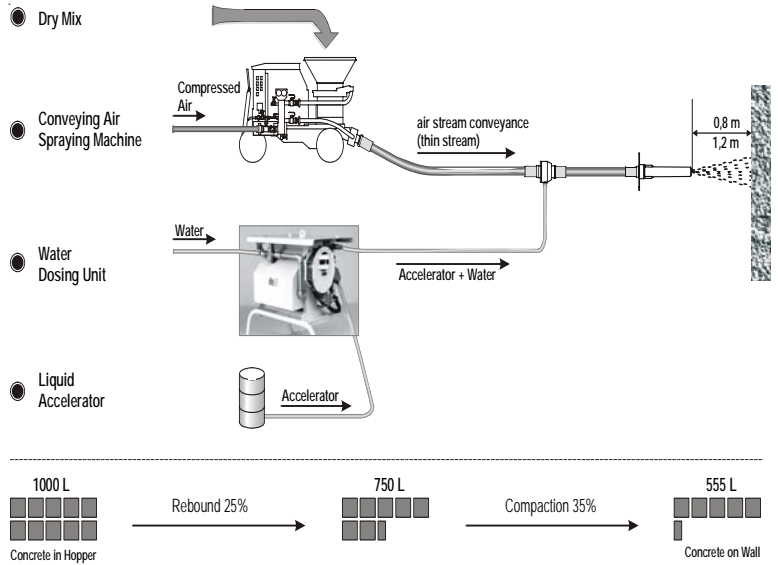 Dry Mix
Compressed
Air
Conveying Air
Spraying Machine
air stream conveyance
(thin stream)
0,8 m
1,2 m
Water
Water
Dosing Unit
Accelerator + Water
Liquid
Accelerator
Accelerator
1000 L
Rebound 25%
750 L
Compaction 35%
555 L
Concrete in Hopper
Concrete on Wall